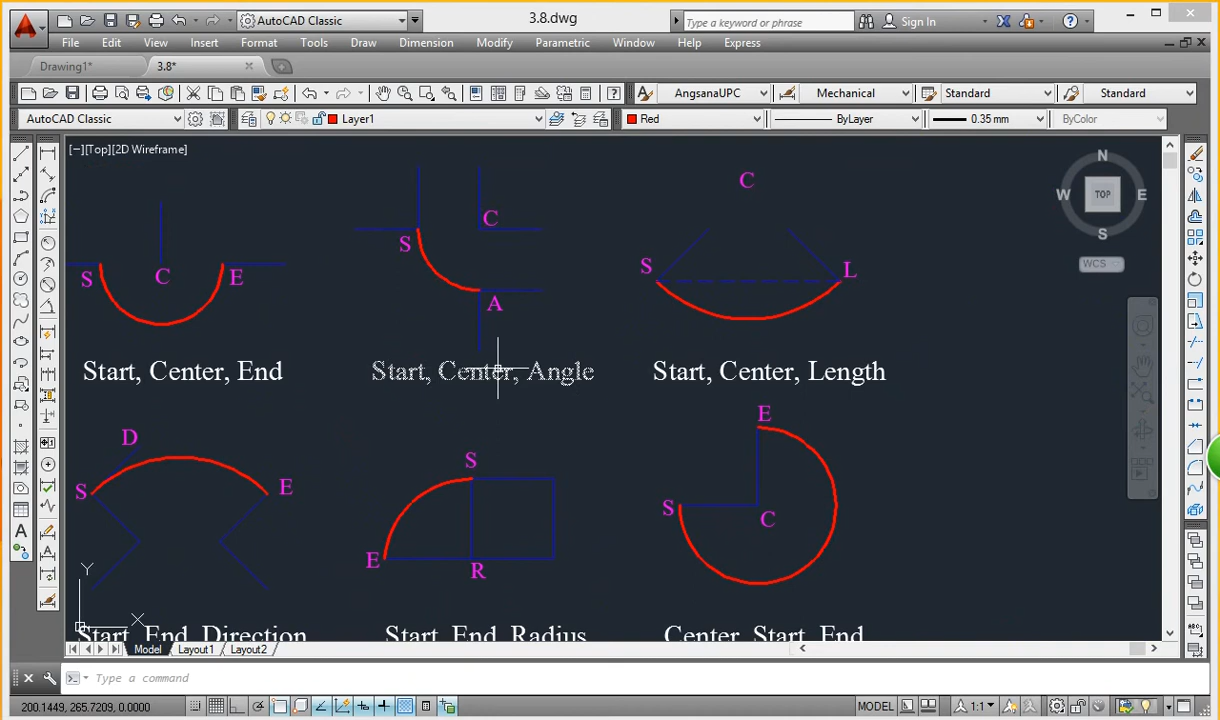 AutoCAD Classic
3.8.dwg
Type a keyword or phrase
Sign In
File Edit View Insert Format Tools Draw Dimension Modify Parametric Window Help Express
Drawing1*
3.8*
AngsanaUPC
Mechanical
Standard
Standard
AutoCAD Classic
Layer1
Red
ByLayer
0.35 mm
ByColor
[−][Top][2D Wireframe]
N
W TOP E
S
WCS
S C E
Start, Center, End
C
S
A
Start, Center, Angle
C
S L
Start, Center, Length
D
S E
Start, End, Direction
S
E R
Start, End, Radius
E
S C
Center, Start, End
Y
X
Model Layout1 Layout2
Type a command
200.1449, 265.7209, 0.0000
MODEL
1:1